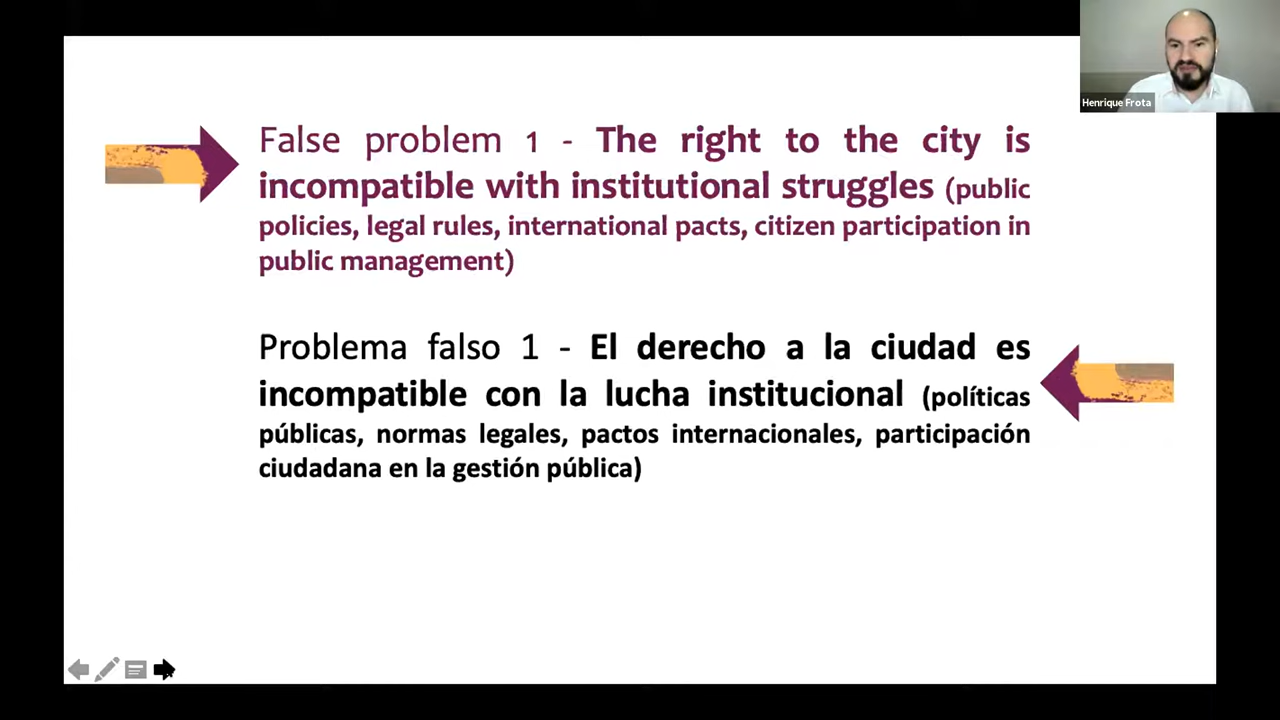 Henrique Frota
False problem 1 - The right to the city is
incompatible with institutional struggles (public
policies, legal rules, international pacts, citizen participation in
public management)
Problema falso 1 - El derecho a la ciudad es
incompatible con la lucha institucional (políticas
públicas, normas legales, pactos internacionales, participación
ciudadana en la gestión pública)